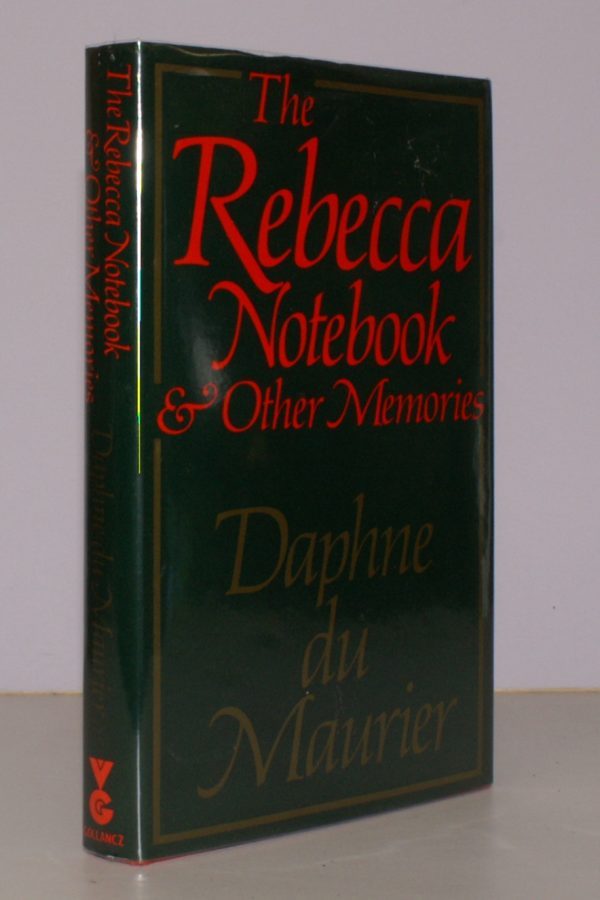 The
Rebecca
Notebook
& Other Memories
Daphne
du
Maurier
The Rebecca Notebook
& Other Memories
Daphne du Maurier
VG
GOLLANCZ